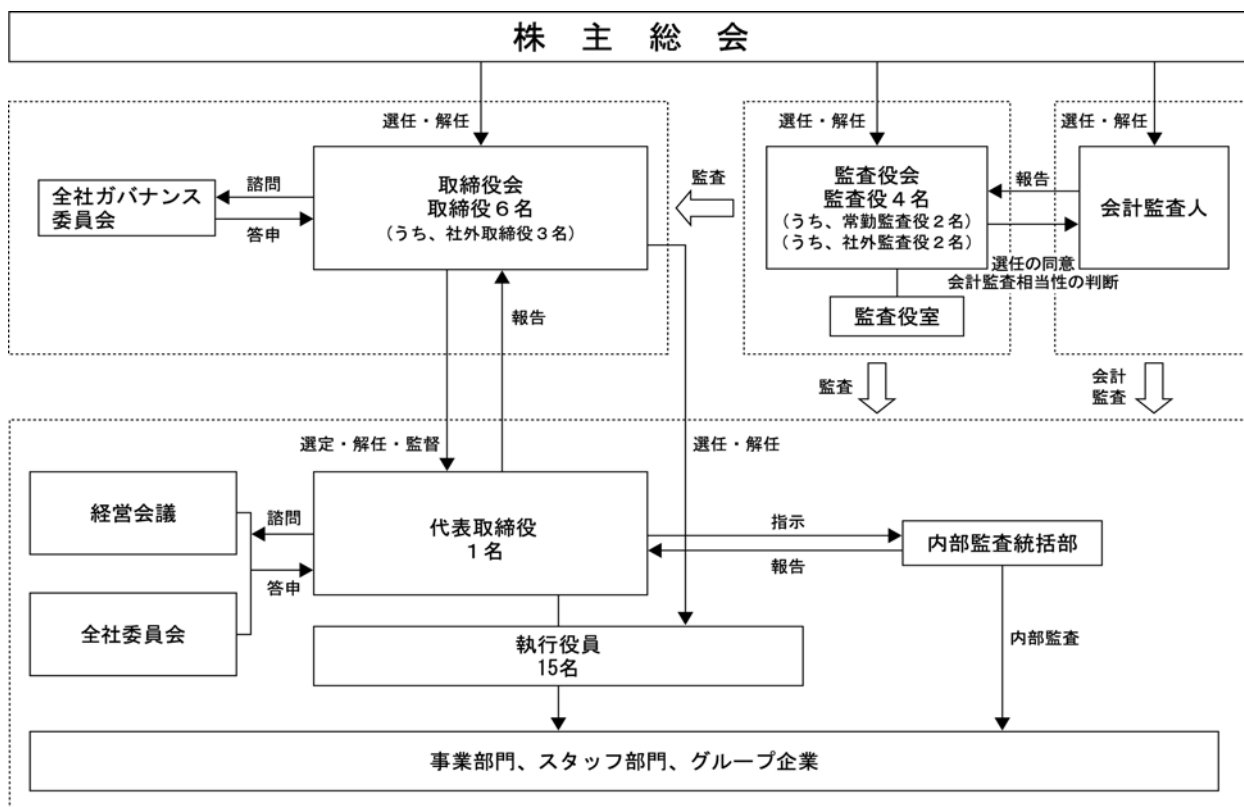 株主総会
選任・解任
選任・解任
選任・解任
全社ガバナンス
委員会
諮問
答申
取締役会
取締役６名
（うち、社外取締役３名）
監査
監査役会
監査役４名
（うち、常勤監査役２名）
（うち、社外監査役２名）
報告
会計監査人
選任の同意
会計監査相当性の判断
監査役室
報告
監査
会計
監査
選定・解任・監督
選任・解任
経営会議
諮問
答申
全社委員会
代表取締役
１名
指示
報告
内部監査統括部
執行役員
15名
内部監査
事業部門、スタッフ部門、グループ企業